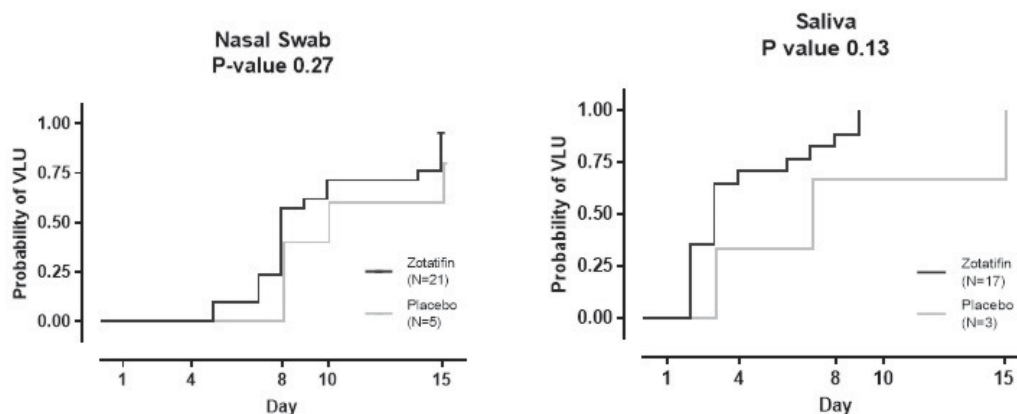 Nasal Swab
P-value 0.27
Probability of VLU
1.00
0.75
0.50
0.25
0.00
Zotatifin
(N=21)
Placebo
(N=5)
1 4 8 10 15
Day
Saliva
P value 0.13
Probability of VLU
1.00
0.75
0.50
0.25
0.00
Zotatifin
(N=17)
Placebo
(N=3)
1 4 8 10 15
Day